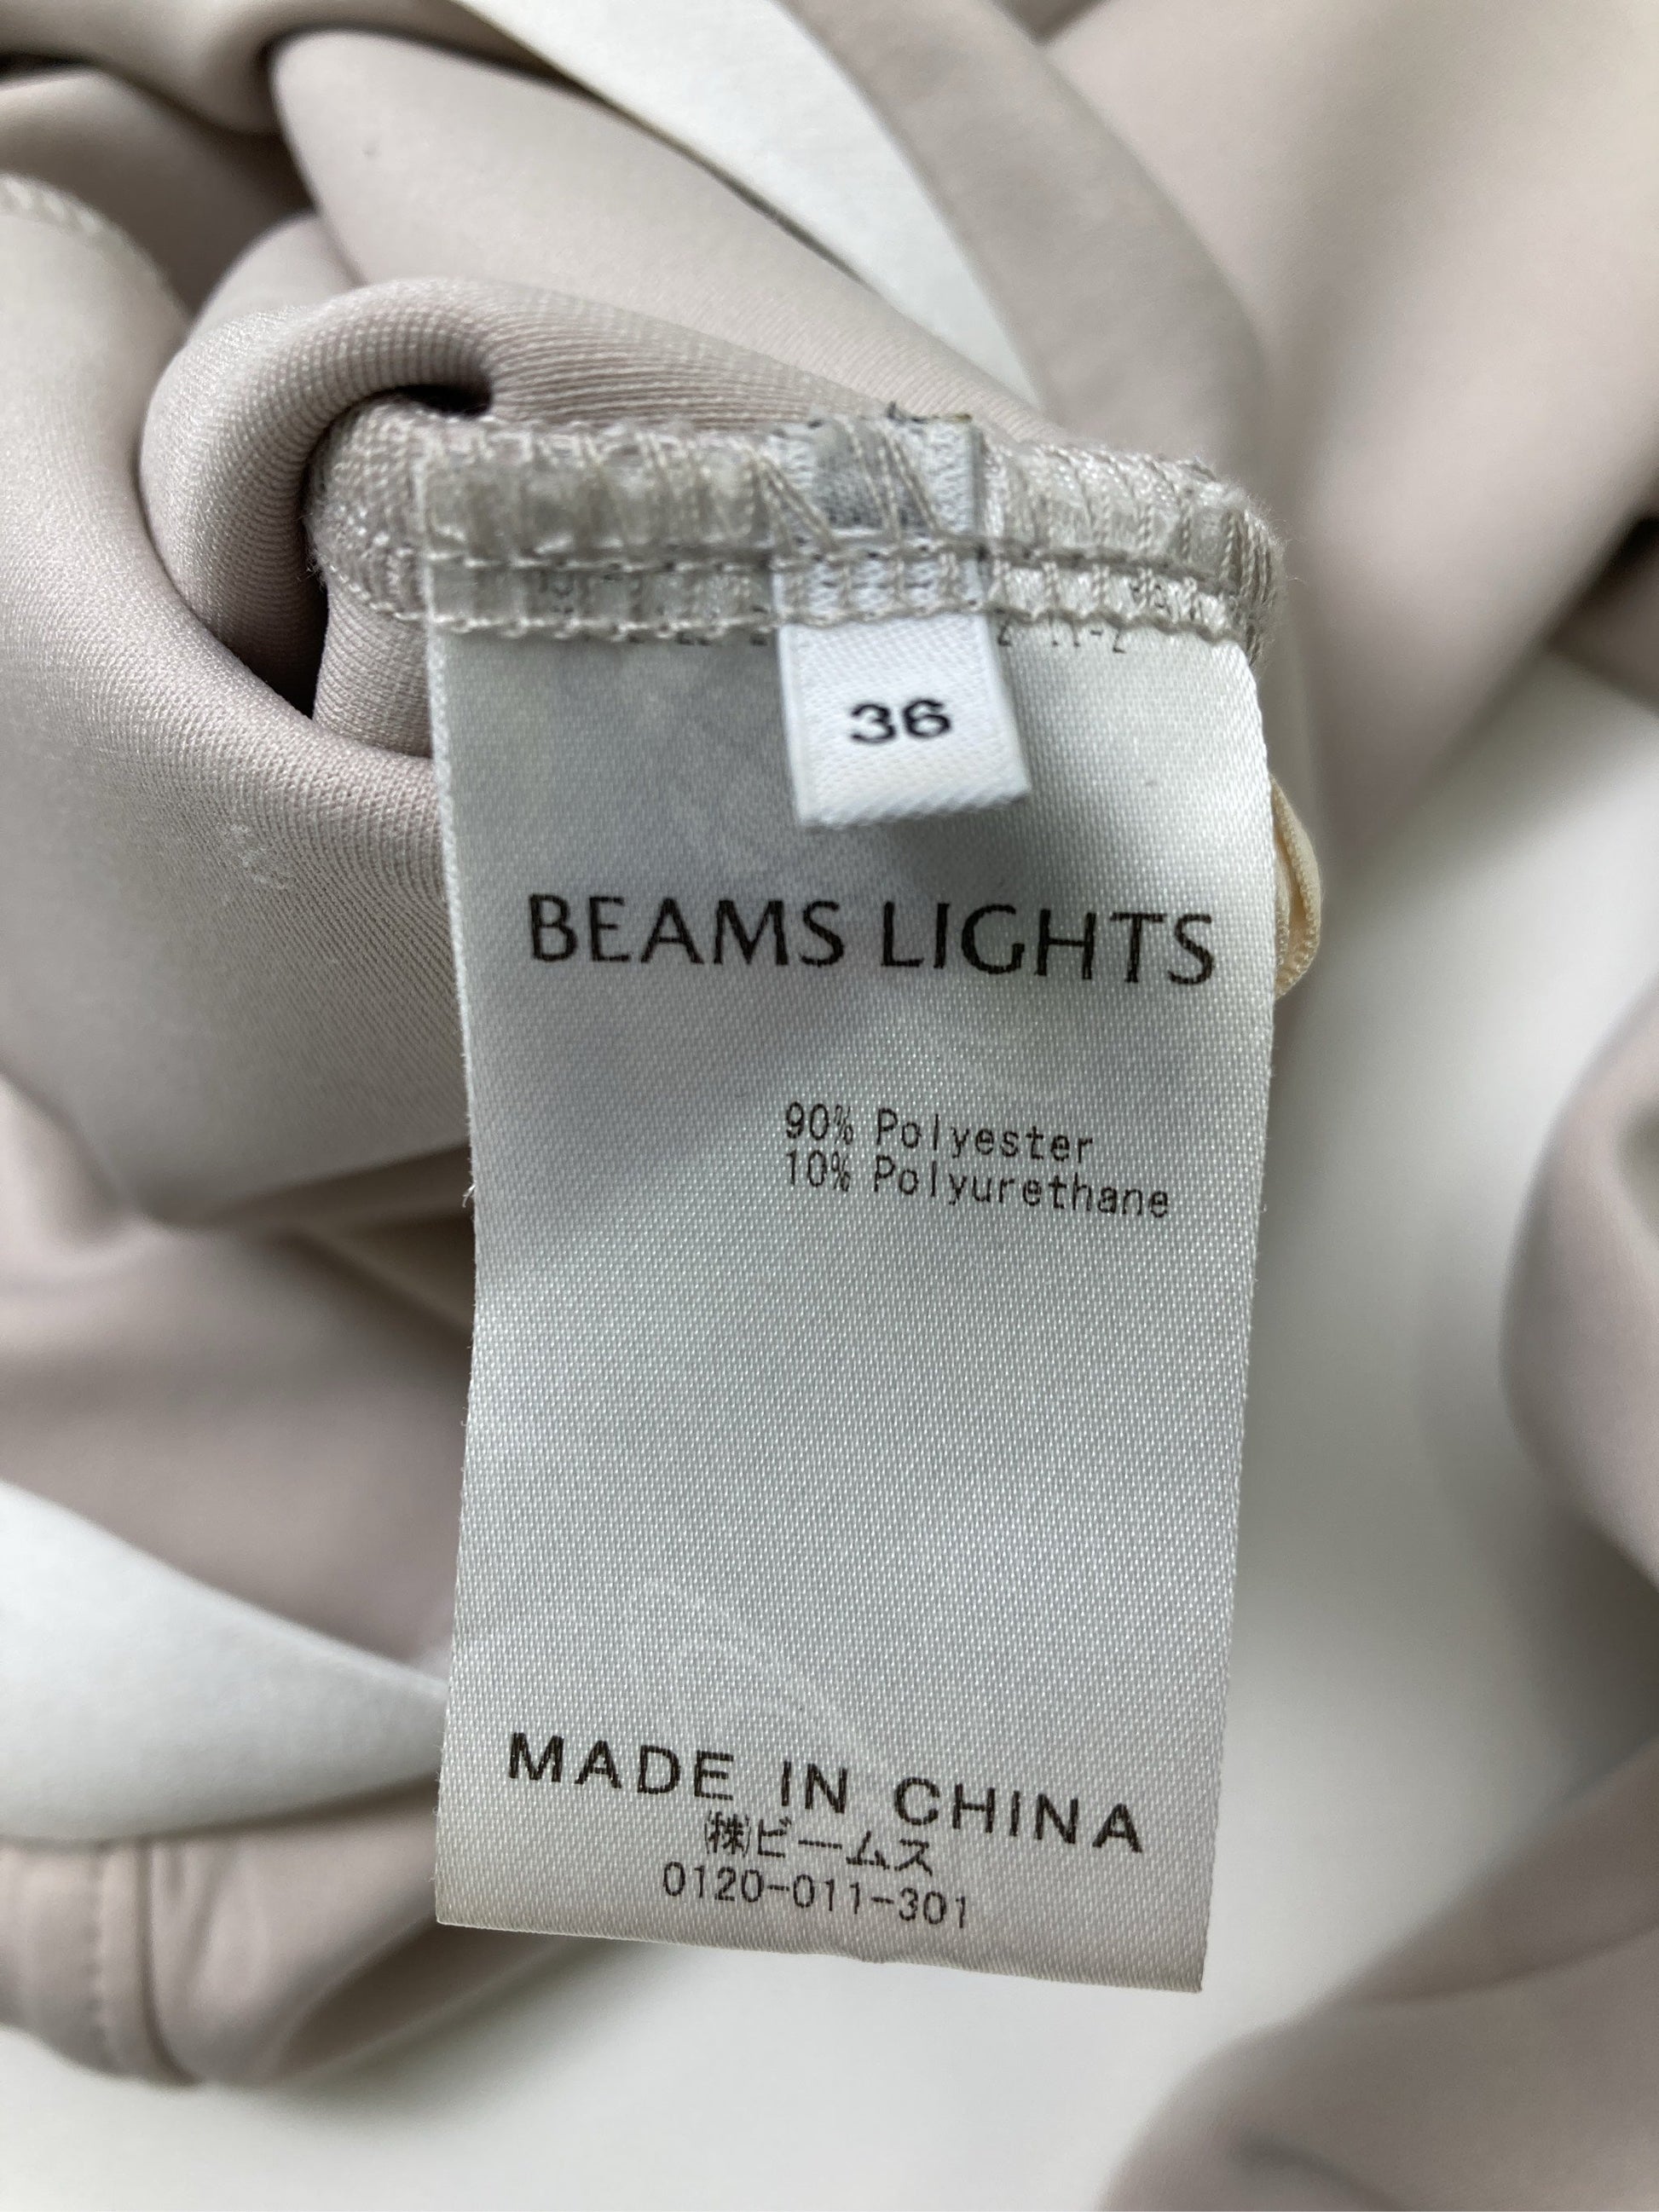 36
BEAMS LIGHTS
90% Polyester
10% Polyurethane
MADE IN CHINA
㈱ビームス
0120-011-301